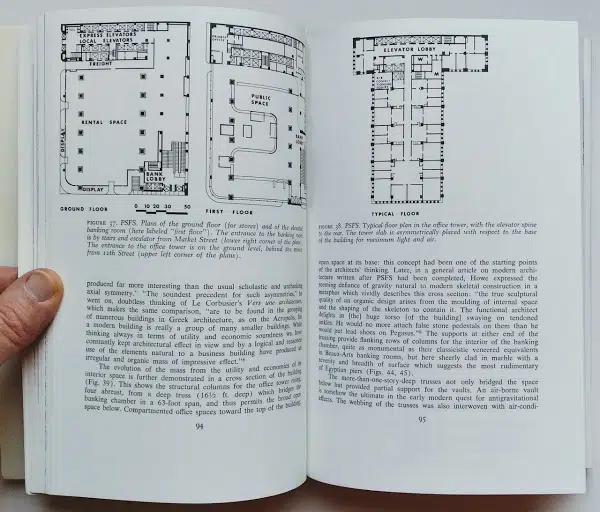 EXPRESS ELEVATORS
LOCAL ELEVATORS
FREIGHT
RENTAL SPACE
DISPLAY
BANK
LOBBY
DISPLAY
GROUND FLOOR
0 10 20 30 50
PUBLIC
SPACE
FIRST FLOOR
FIGURE 37. PSFS. Plans of the ground floor (for stores) and of the elevated
banking room (here labeled "first floor"). The entrance to the banking room
is by stairs and escalator from Market Street (lower right corner of the plan).
The entrance to the office tower is on the ground level, behind the stores
from 12th Street (upper left corner of the plans).
produced far more interesting than the usual scholastic and unthinking
axial symmetry." "The soundest precedent for such asymmetries," he
went on, doubtless thinking of Le Corbusier's Vers une architecture,
which makes the same comparison, "are to be found in the grouping
of numerous buildings in Greek architecture, as on the Acropolis, for
a modern building is really a group of many smaller buildings. While
thinking always in terms of utility and economic soundness we have
constantly kept architectural effect in view and by a logical and reasoned
use of the elements natural to a business building have produced an
irregular and organic mass of impressive effect."
The evolution of the mass from the utility and economics of its
interior space is further demonstrated in a cross section of the building
(Fig. 39). This shows the structural columns for the office tower rising,
four abreast, from a deep truss (16½ ft. deep) which bridges the
banking chamber in a 63-foot span, and thus permits the broad open
space below. Compartmented office spaces toward the top of the building,
94
ELEVATOR LOBBY
W
M
TYPICAL FLOOR
FIGURE 38. PSFS. Typical floor plan in the office tower, with the elevator spine
to the rear. The tower slab is asymmetrically placed with respect to the base
of the building for maximum light and air.
open space at its base: this concept had been one of the starting points
of the architects' thinking. Later, in a general article on modern archi-
tecture written after PSFS had been completed, Howe expressed the
seeming defiance of gravity natural to modern skeletal construction in a
metaphor which vividly describes this cross section: "the true sculptural
quality of an organic design arises from the moulding of internal space
and the shaping of the skeleton to contain it. The functional architect
delights in [the] huge torso [of the building] swaying on tendoned
ankles. He would no more attach false stone pedestals on them than he
would put lead shoes on Pegasus." The supports at either end of the
housing provide flanking rows of columns for the interior of the banking
chamber, quite as monumental as their classicistic veneered equivalents
in Beaux-Arts banking rooms, but here sheerly clad in marble with a
severity and breadth of surface which suggests the most rudimentary
of Egyptian piers (Figs. 44, 45).
The more-than-one-story-deep trusses not only bridged the space
below but provided partial support for the vaults. An air-borne vault
is somehow the ultimate in the early modern quest for antigravitational
effects. The webbing of the trusses was also interwoven with air-condi-
95